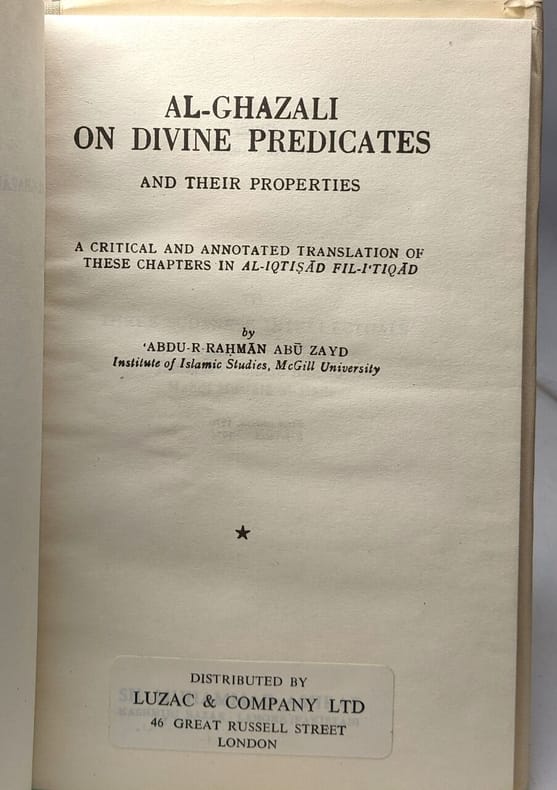 AL-GHAZALI
ON DIVINE PREDICATES
AND THEIR PROPERTIES
A CRITICAL AND ANNOTATED TRANSLATION OF
THESE CHAPTERS IN AL-IQTIṢĀD FIL-I‘TIQĀD
by
‘ABDU-R-RAḤMĀN ABŪ ZAYD
Institute of Islamic Studies, McGill University
★
DISTRIBUTED BY
LUZAC & COMPANY LTD
46 GREAT RUSSELL STREET
LONDON